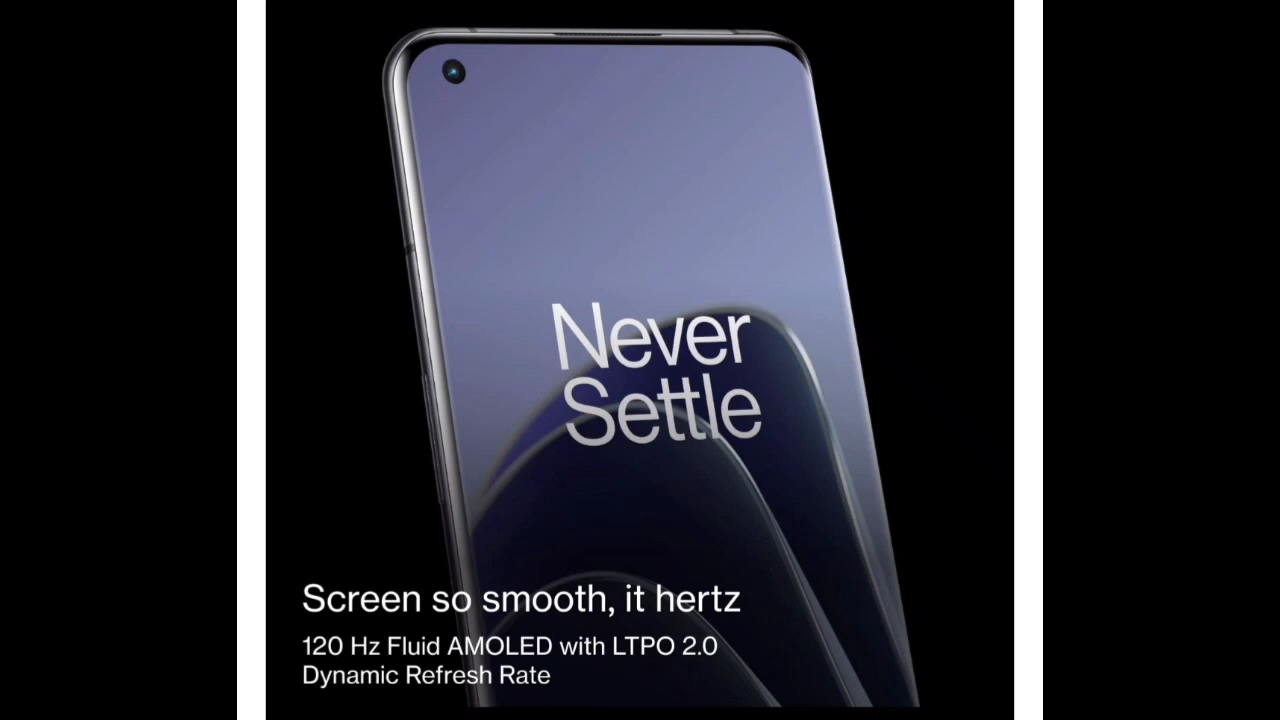 Never
Settle
Screen so smooth, it hertz
120 Hz Fluid AMOLED with LTPO 2.0
Dynamic Refresh Rate